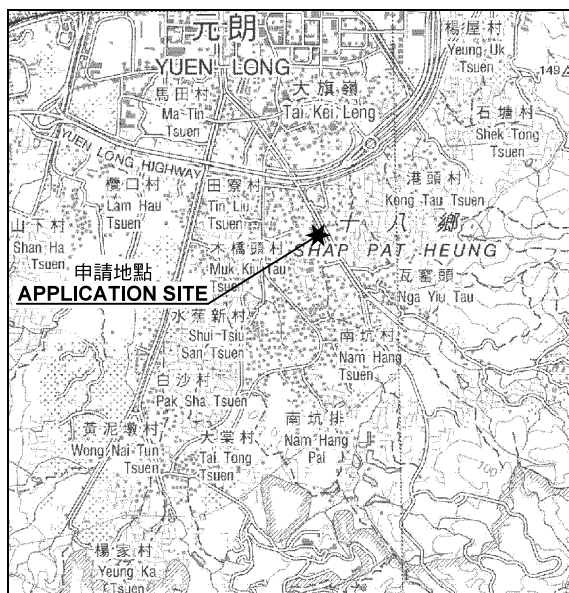 元朗
YUEN LONG
楊屋村
Yeung Uk
Tsuen
149
馬田村
Ma Tin
Tsuen
大旗嶺
Tai Kei Leng
石塘村
Shek Tong
Tsuen
YUEN LONG HIGHWAY
欖口村
Lam Hau
Tsuen
田寮村
Tin Liu
Tsuen
港頭村
Kong Tau Tsuen
山下村
Shan Ha
Tsuen
十八鄉
SHAP PAT HEUNG
木橋頭村
Muk Kiu Tau
Tsuen
申請地點
APPLICATION SITE
瓦窰頭
Nga Yiu Tau
水蕉新村
Shui Tsiu
San Tsuen
南坑村
Nam Hang
Tsuen
白沙村
Pak Sha Tsuen
黃泥墩村
Wong Nai Tun
Tsuen
大棠村
Tai Tong
Tsuen
南坑排
Nam Hang
Pai
楊家村
Yeung Ka
Tsuen